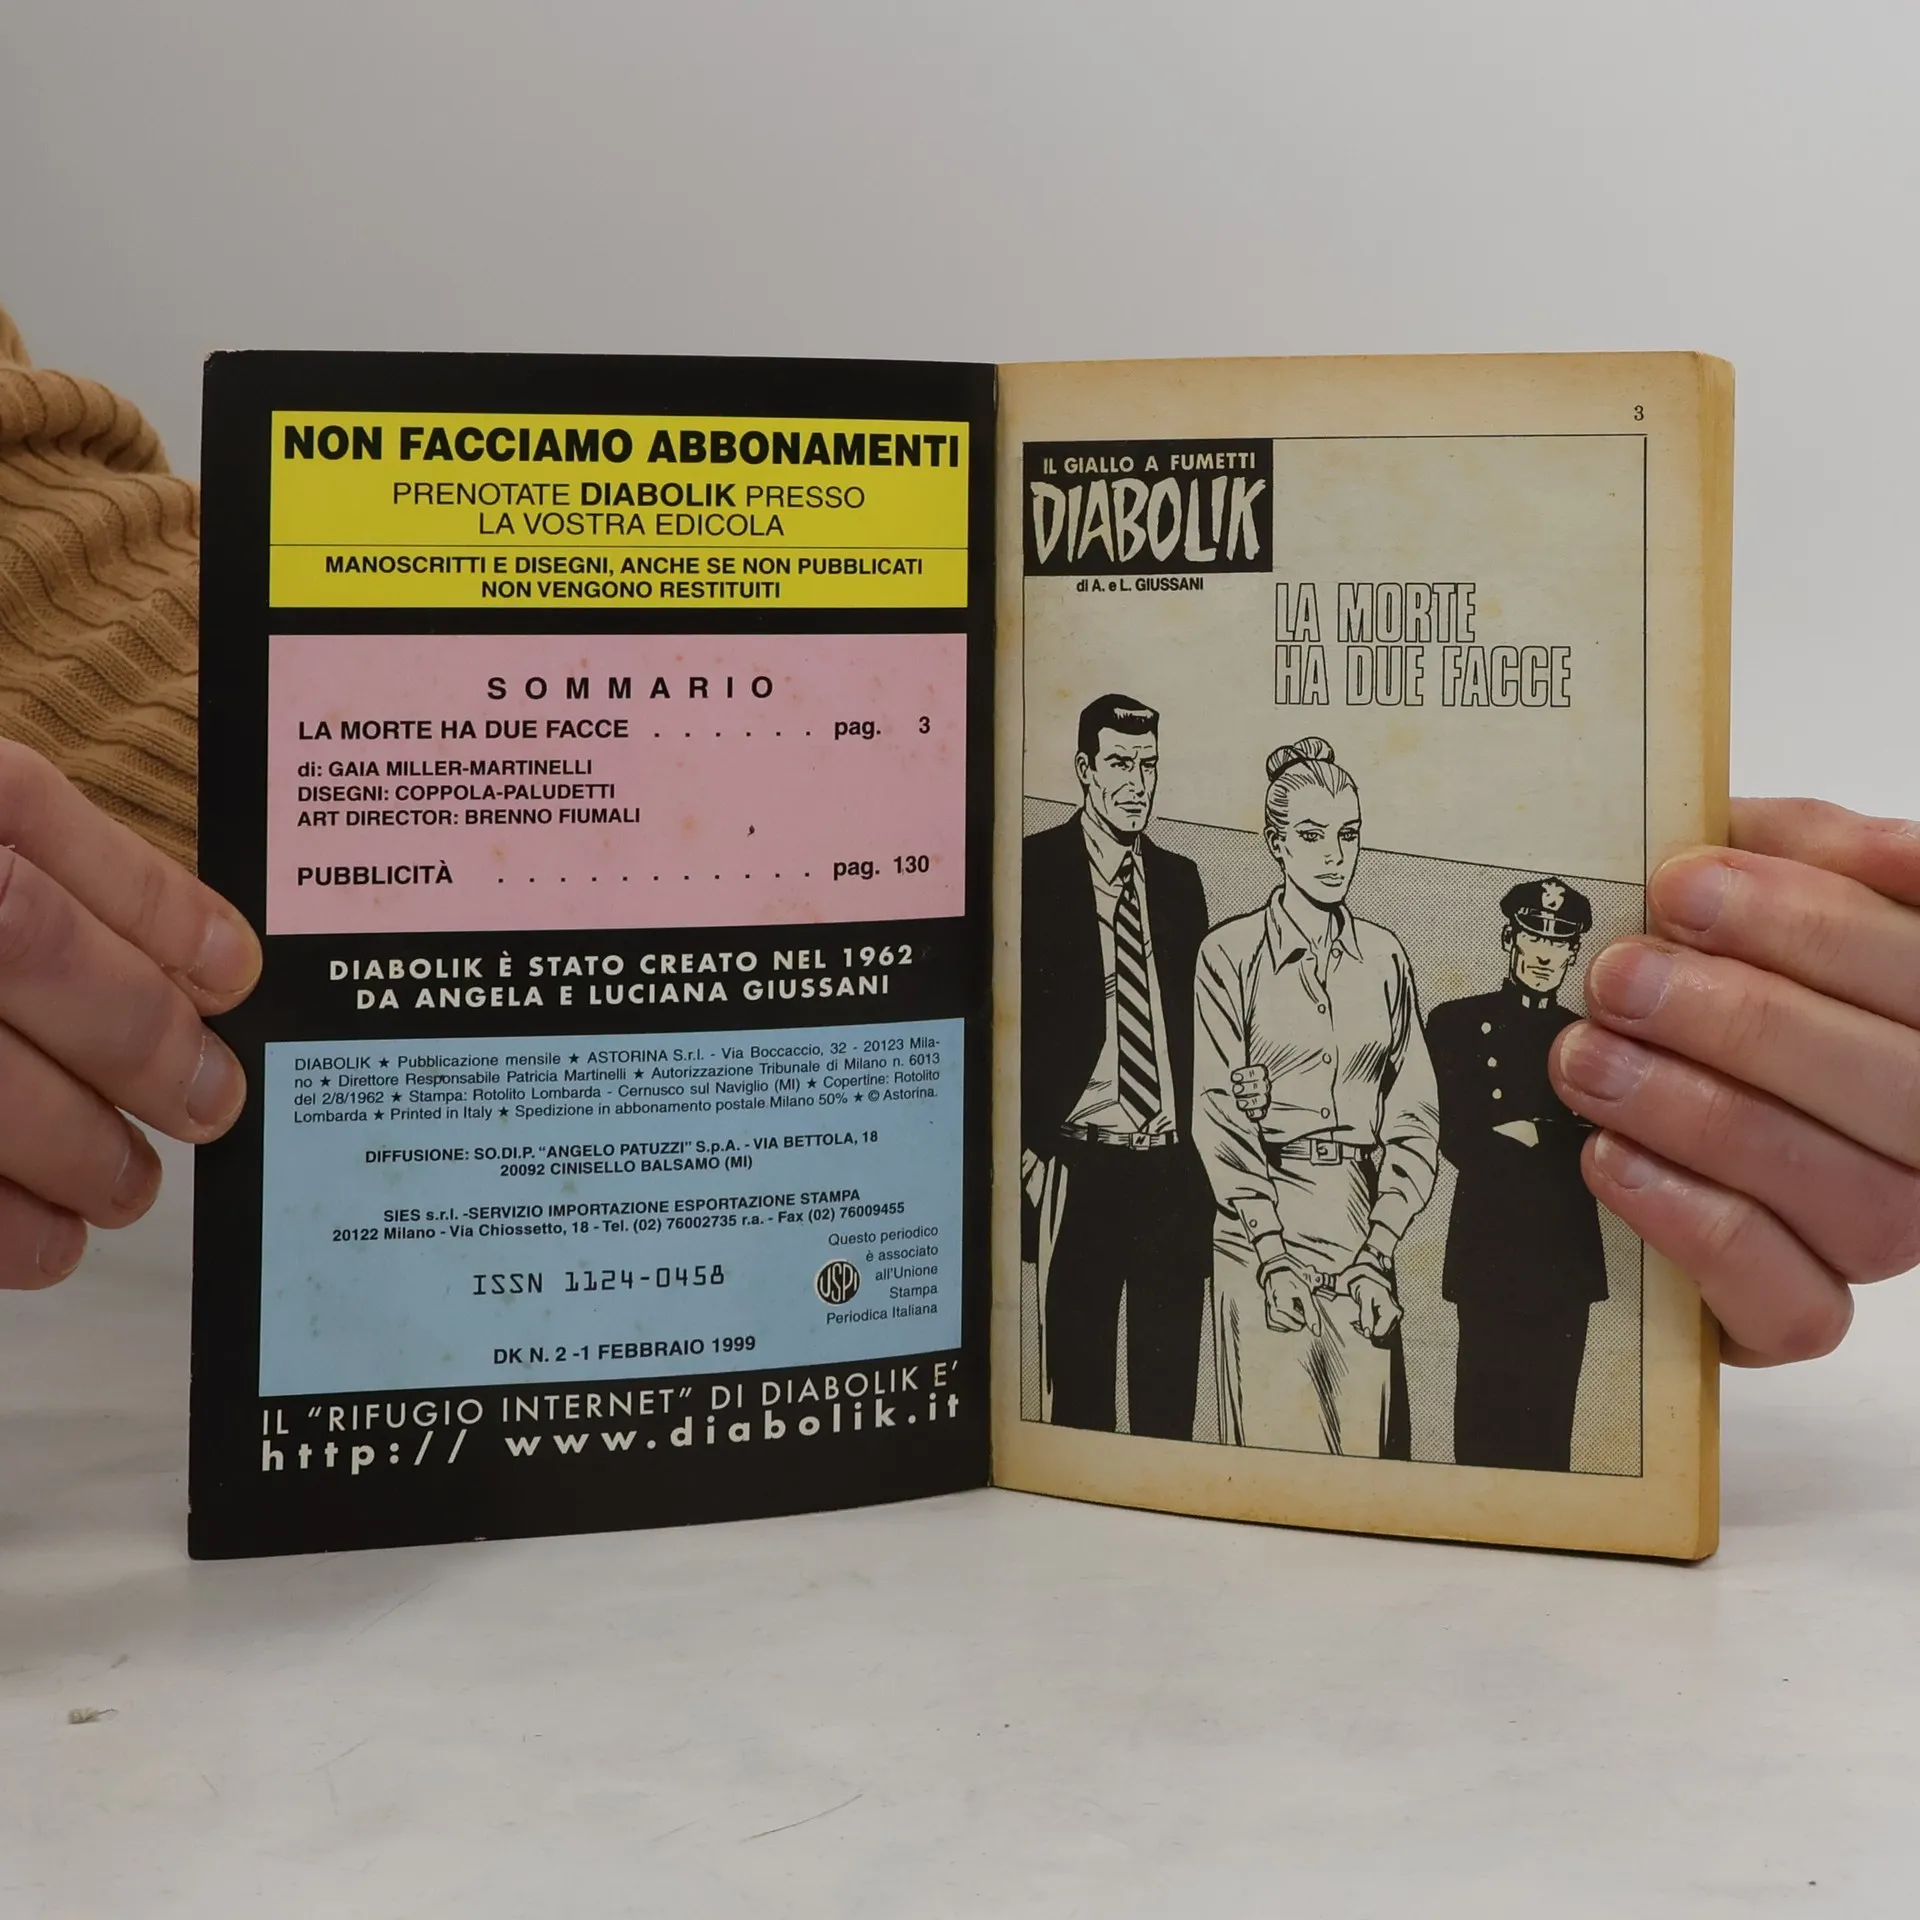 NON FACCIAMO ABBONAMENTI
PRENOTATE DIABOLIK PRESSO
LA VOSTRA EDICOLA
MANOSCRITTI E DISEGNI, ANCHE SE NON PUBBLICATI
NON VENGONO RESTITUITI
SOMMARIO
LA MORTE HA DUE FACCE . . . . . . pag. 3
di: GAIA MILLER-MARTINELLI
DISEGNI: COPPOLA-PALUDETTI
ART DIRECTOR: BRENNO FIUMALI
PUBBLICITÀ . . . . . . . . . . . pag. 130
DIABOLIK È STATO CREATO NEL 1962
DA ANGELA E LUCIANA GIUSSANI
DIABOLIK ★ Pubblicazione mensile ★ ASTORINA S.r.l. - Via Boccaccio, 32 - 20123 Mila-
no ★ Direttore Responsabile Patricia Martinelli ★ Autorizzazione Tribunale di Milano n. 6013
del 2/8/1962 ★ Stampa: Rotolito Lombarda - Cernusco sul Naviglio (MI) ★ Copertine: Rotolito
Lombarda ★ Printed in Italy ★ Spedizione in abbonamento postale Milano 50% ★ © Astorina.
DIFFUSIONE: SO.DI.P. "ANGELO PATUZZI" S.p.A. - VIA BETTOLA, 18
20092 CINISELLO BALSAMO (MI)
SIES s.r.l. -SERVIZIO IMPORTAZIONE ESPORTAZIONE STAMPA
20122 Milano - Via Chiossetto, 18 - Tel. (02) 76002735 r.a. - Fax (02) 76009455
ISSN 1124-0458
USPI
Questo periodico
è associato
all'Unione
Stampa
Periodica Italiana
DK N. 2 -1 FEBBRAIO 1999
IL "RIFUGIO INTERNET" DI DIABOLIK E'
http:// www.diabolik.it
3
IL GIALLO A FUMETTI
DIABOLIK
di A. e L. GIUSSANI
LA MORTE
HA DUE FACCE